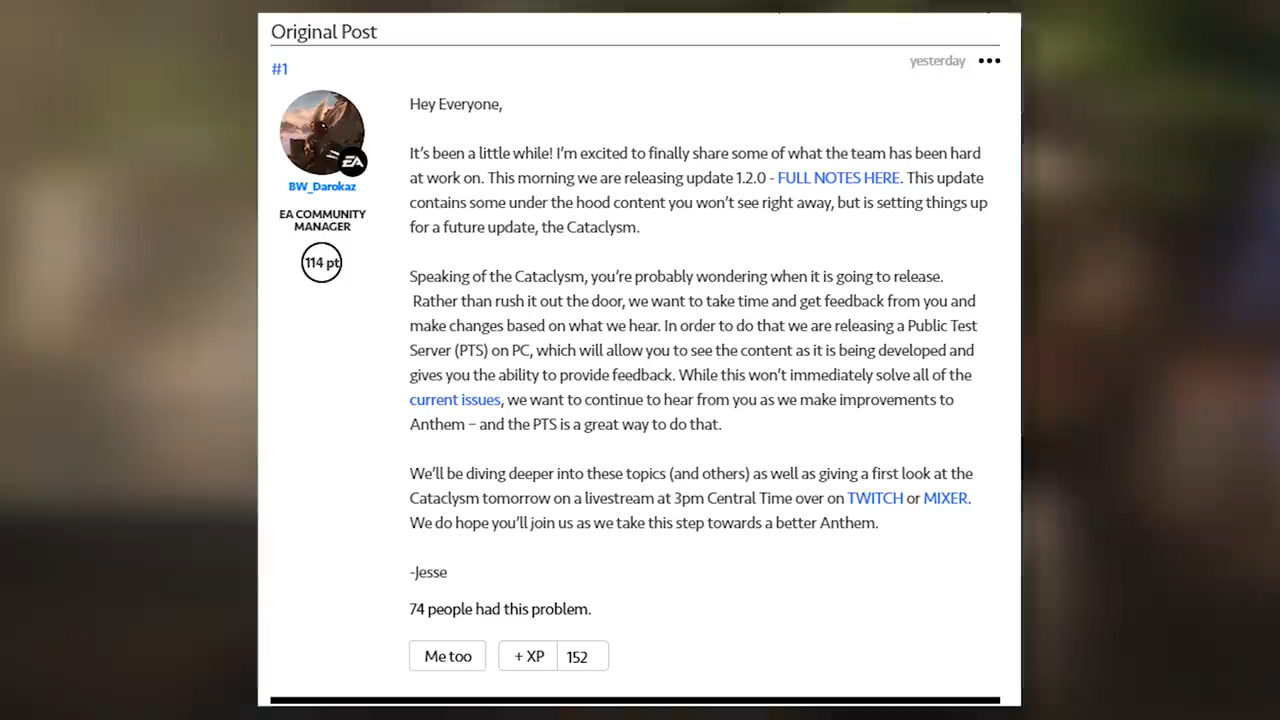 Original Post
#1
yesterday
EA
BW_Darokaz
EA COMMUNITY
MANAGER
114 pt
Hey Everyone,
It's been a little while! I'm excited to finally share some of what the team has been hard
at work on. This morning we are releasing update 1.2.0 - FULL NOTES HERE. This update
contains some under the hood content you won't see right away, but is setting things up
for a future update, the Cataclysm.
Speaking of the Cataclysm, you're probably wondering when it is going to release.
Rather than rush it out the door, we want to take time and get feedback from you and
make changes based on what we hear. In order to do that we are releasing a Public Test
Server (PTS) on PC, which will allow you to see the content as it is being developed and
gives you the ability to provide feedback. While this won't immediately solve all of the
current issues, we want to continue to hear from you as we make improvements to
Anthem – and the PTS is a great way to do that.
We'll be diving deeper into these topics (and others) as well as giving a first look at the
Cataclysm tomorrow on a livestream at 3pm Central Time over on TWITCH or MIXER.
We do hope you'll join us as we take this step towards a better Anthem.
-Jesse
74 people had this problem.
Me too + XP 152